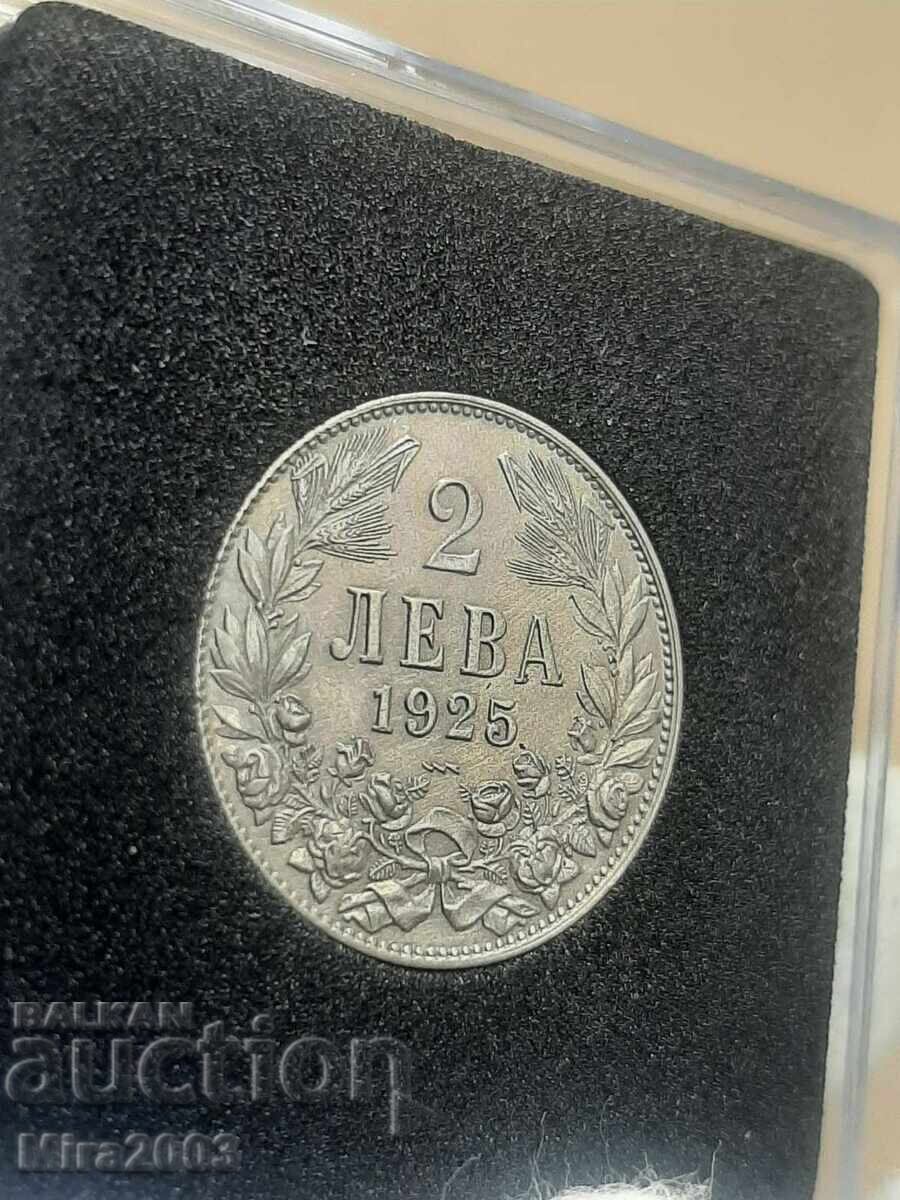 2
ЛЕВА
1925
BALKAN
auction
Mira2003